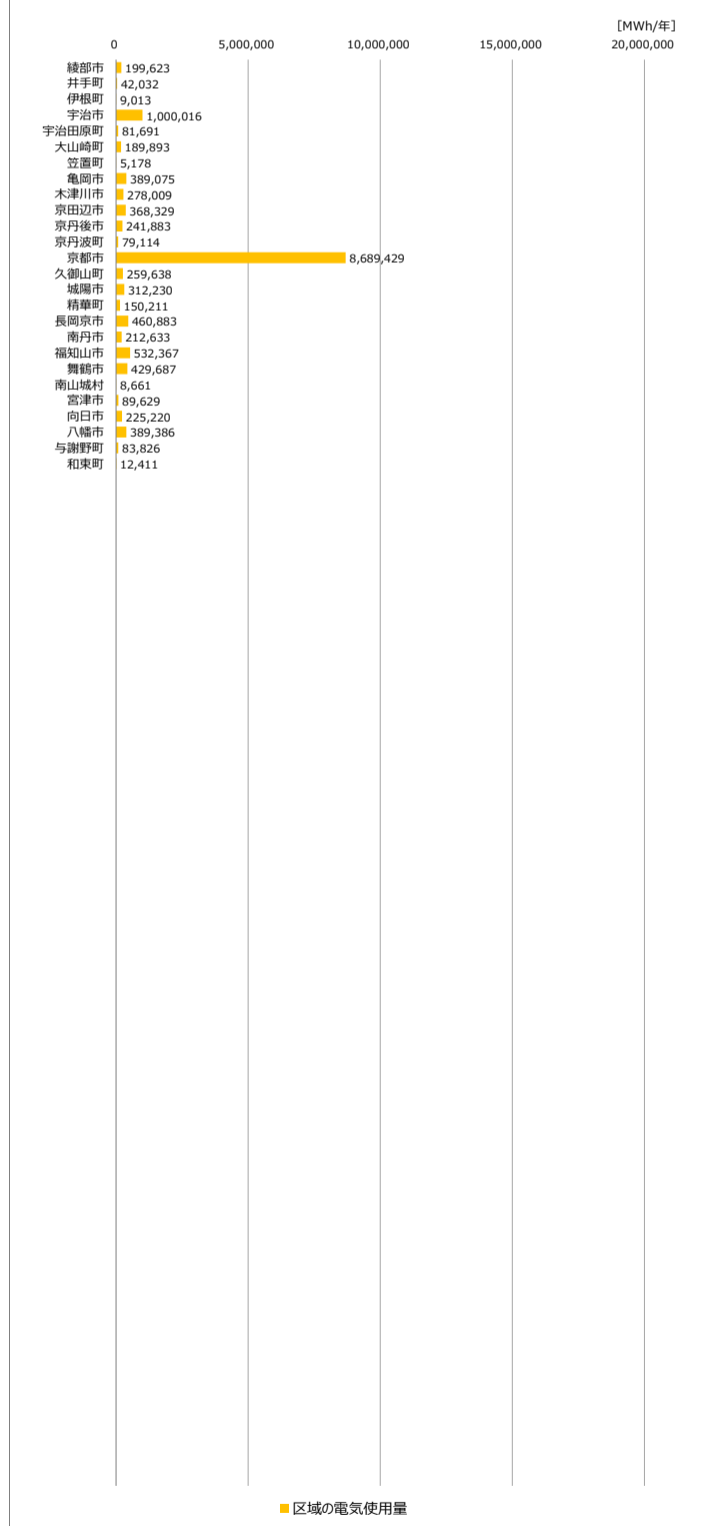 [MWh/年]
0 5,000,000 10,000,000 15,000,000 20,000,000
綾部市 199,623
井手町 42,032
伊根町 9,013
宇治市 1,000,016
宇治田原町 81,691
大山崎町 189,893
笠置町 5,178
亀岡市 389,075
木津川市 278,009
京田辺市 368,329
京丹後市 241,883
京丹波町 79,114
京都市 8,689,429
久御山町 259,638
城陽市 312,230
精華町 150,211
長岡京市 460,883
南丹市 212,633
福知山市 532,367
舞鶴市 429,687
南山城村 8,661
宮津市 89,629
向日市 225,220
八幡市 389,386
与謝野町 83,826
和束町 12,411
区域の電気使用量